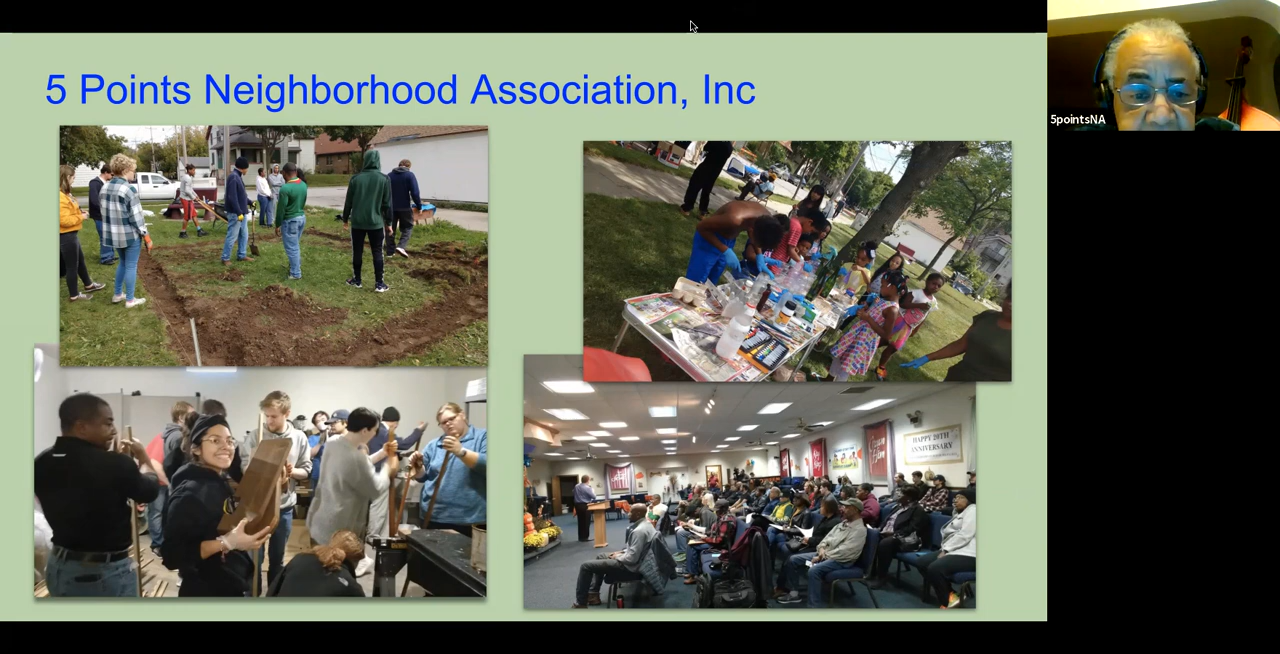 5 Points Neighborhood Association, Inc
5pointsNA
HAPPY 20TH
ANNIVERSARY